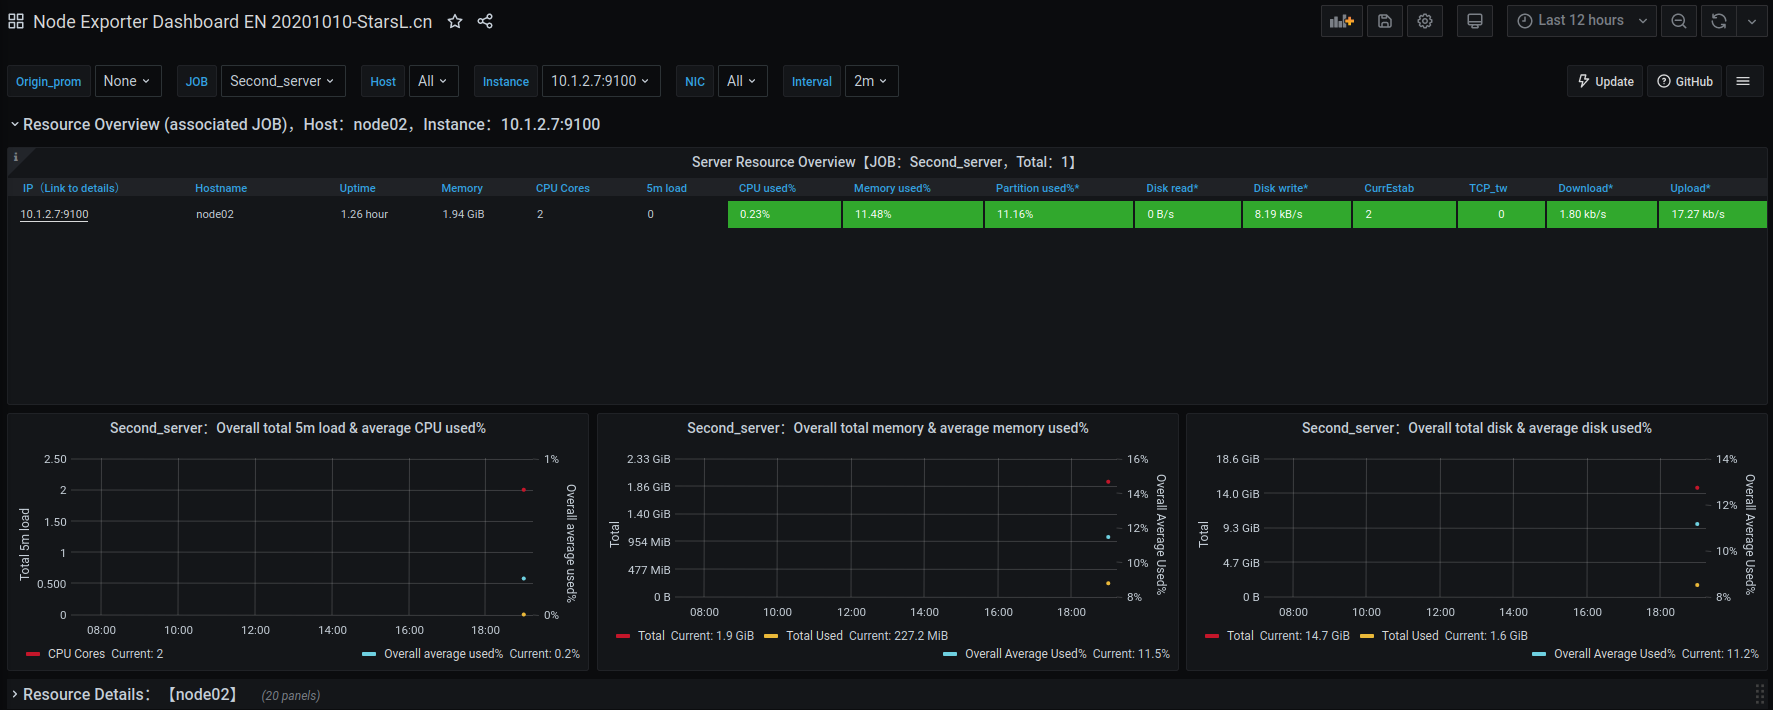 Node Exporter Dashboard EN 20201010-StarsL.cn
Last 12 hours
Origin_prom None JOB Second_server Host All Instance 10.1.2.7:9100 NIC All Interval 2m Update GitHub
Resource Overview (associated JOB)，Host：node02，Instance：10.1.2.7:9100
i
Server Resource Overview【JOB：Second_server，Total：1】
IP（Link to details） Hostname Uptime Memory CPU Cores 5m load CPU used% Memory used% Partition used%* Disk read* Disk write* CurrEstab TCP_tw Download* Upload*
10.1.2.7:9100 node02 1.26 hour 1.94 GiB 2 0 0.23% 11.48% 11.16% 0 B/s 8.19 kB/s 2 0 1.80 kb/s 17.27 kb/s
Second_server：Overall total 5m load & average CPU used%
2.50
2
1.50
1
0.500
0
Total 5m load
1%
0%
Overall average used%
08:00 10:00 12:00 14:00 16:00 18:00
CPU Cores Current: 2
Overall average used% Current: 0.2%
Second_server：Overall total memory & average memory used%
2.33 GiB
1.86 GiB
1.40 GiB
954 MiB
477 MiB
0 B
Total
16%
14%
12%
10%
8%
Overall Average Used%
08:00 10:00 12:00 14:00 16:00 18:00
Total Current: 1.9 GiB Total Used Current: 227.2 MiB
Overall Average Used% Current: 11.5%
Second_server：Overall total disk & average disk used%
18.6 GiB
14.0 GiB
9.3 GiB
4.7 GiB
0 B
Total
14%
12%
10%
8%
Overall Average Used%
08:00 10:00 12:00 14:00 16:00 18:00
Total Current: 14.7 GiB Total Used Current: 1.6 GiB
Overall Average Used% Current: 11.2%
Resource Details：【node02】 (20 panels)